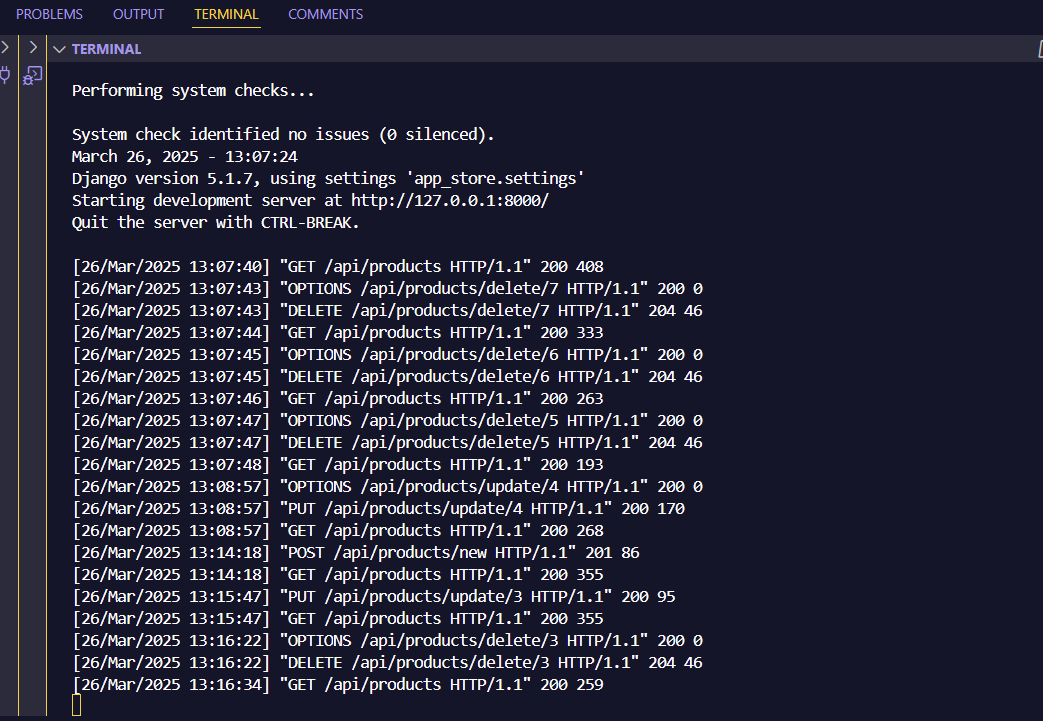 PROBLEMS OUTPUT TERMINAL COMMENTS
TERMINAL
Performing system checks...
System check identified no issues (0 silenced).
March 26, 2025 - 13:07:24
Django version 5.1.7, using settings 'app_store.settings'
Starting development server at http://127.0.0.1:8000/
Quit the server with CTRL-BREAK.
[26/Mar/2025 13:07:40] "GET /api/products HTTP/1.1" 200 408
[26/Mar/2025 13:07:43] "OPTIONS /api/products/delete/7 HTTP/1.1" 200 0
[26/Mar/2025 13:07:43] "DELETE /api/products/delete/7 HTTP/1.1" 204 46
[26/Mar/2025 13:07:44] "GET /api/products HTTP/1.1" 200 333
[26/Mar/2025 13:07:45] "OPTIONS /api/products/delete/6 HTTP/1.1" 200 0
[26/Mar/2025 13:07:45] "DELETE /api/products/delete/6 HTTP/1.1" 204 46
[26/Mar/2025 13:07:46] "GET /api/products HTTP/1.1" 200 263
[26/Mar/2025 13:07:47] "OPTIONS /api/products/delete/5 HTTP/1.1" 200 0
[26/Mar/2025 13:07:47] "DELETE /api/products/delete/5 HTTP/1.1" 204 46
[26/Mar/2025 13:07:48] "GET /api/products HTTP/1.1" 200 193
[26/Mar/2025 13:08:57] "OPTIONS /api/products/update/4 HTTP/1.1" 200 0
[26/Mar/2025 13:08:57] "PUT /api/products/update/4 HTTP/1.1" 200 170
[26/Mar/2025 13:08:57] "GET /api/products HTTP/1.1" 200 268
[26/Mar/2025 13:14:18] "POST /api/products/new HTTP/1.1" 201 86
[26/Mar/2025 13:14:18] "GET /api/products HTTP/1.1" 200 355
[26/Mar/2025 13:15:47] "PUT /api/products/update/3 HTTP/1.1" 200 95
[26/Mar/2025 13:15:47] "GET /api/products HTTP/1.1" 200 355
[26/Mar/2025 13:16:22] "OPTIONS /api/products/delete/3 HTTP/1.1" 200 0
[26/Mar/2025 13:16:22] "DELETE /api/products/delete/3 HTTP/1.1" 204 46
[26/Mar/2025 13:16:34] "GET /api/products HTTP/1.1" 200 259